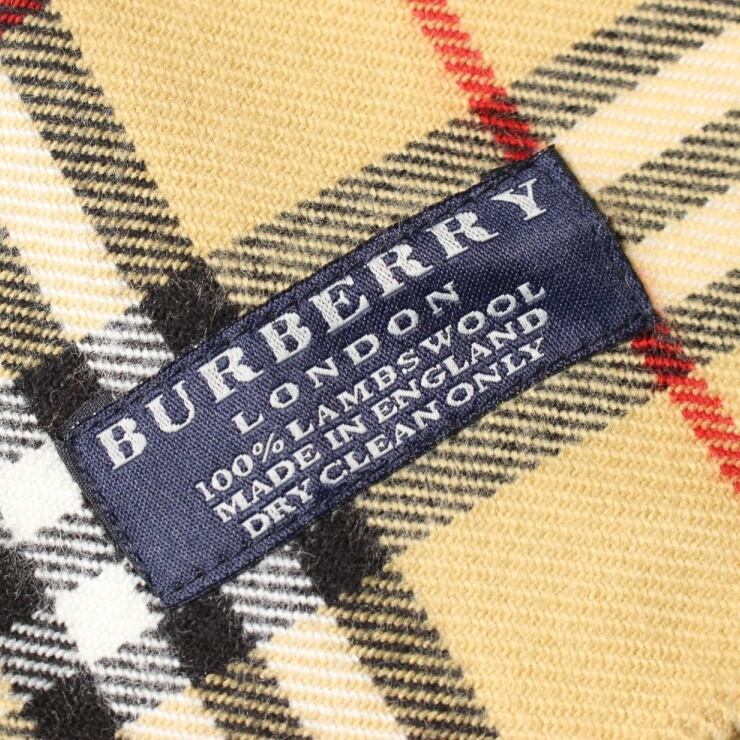 BURBERRY
LONDON
100% LAMBSWOOL
MADE IN ENGLAND
DRY CLEAN ONLY